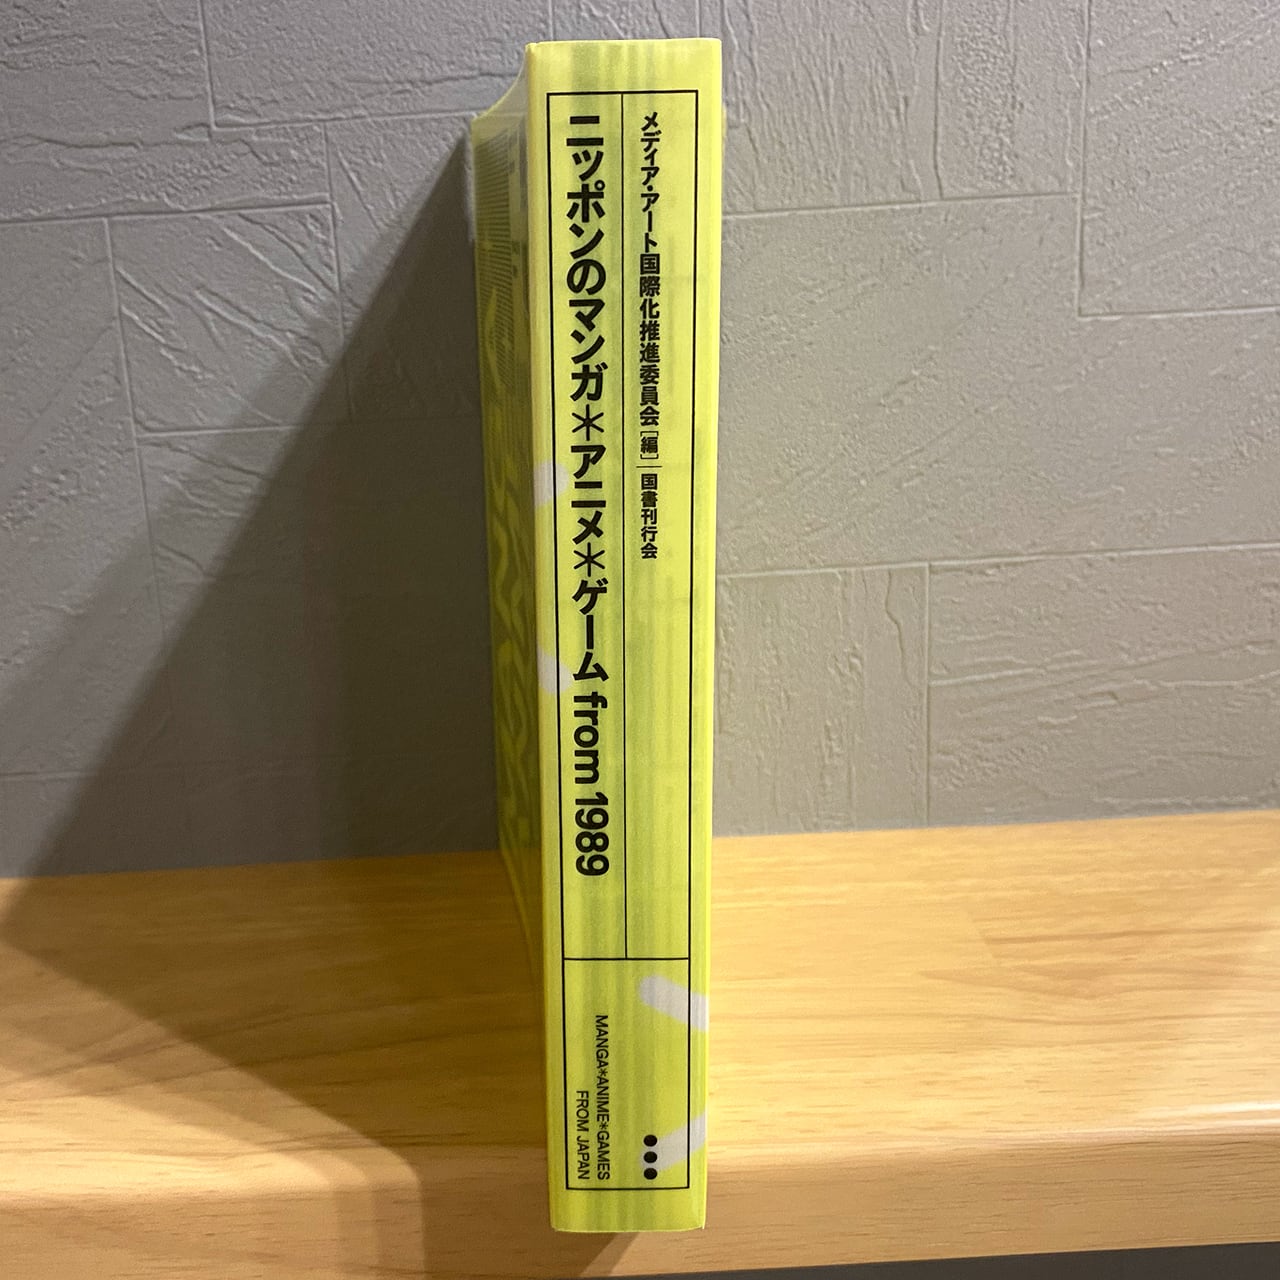 メディア・アート国際化推進委員会[編]|国書刊行会
ニッポンのマンガ*アニメ*ゲーム from 1989
MANGA*ANIME*GAMES
FROM JAPAN